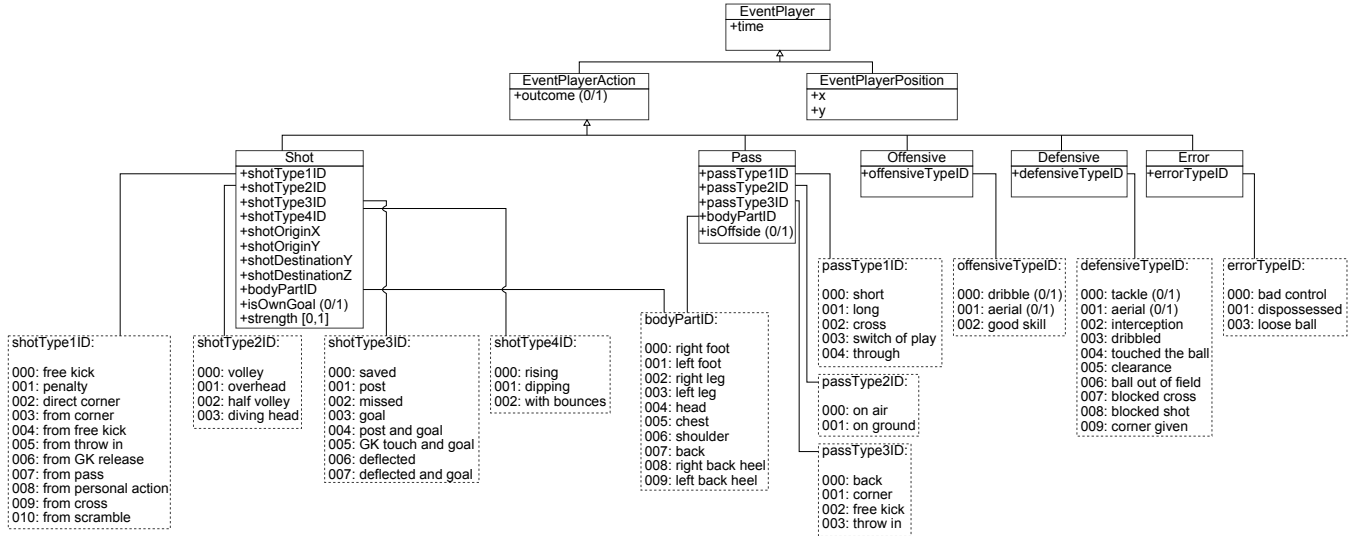 EventPlayer
+time
EventPlayerAction
+outcome (0/1)
EventPlayerPosition
+x
+y
Shot
+shotType1ID
+shotType2ID
+shotType3ID
+shotType4ID
+shotOriginX
+shotOriginY
+shotDestinationY
+shotDestinationZ
+bodyPartID
+isOwnGoal (0/1)
+strength [0,1]
Pass
+passType1ID
+passType2ID
+passType3ID
+bodyPartID
+isOffside (0/1)
Offensive
+offensiveTypeID
Defensive
+defensiveTypeID
Error
+errorTypeID
shotType1ID:
000: free kick
001: penalty
002: direct corner
003: from corner
004: from free kick
005: from throw in
006: from GK release
007: from pass
008: from personal action
009: from cross
010: from scramble
shotType2ID:
000: volley
001: overhead
002: half volley
003: diving head
shotType3ID:
000: saved
001: post
002: missed
003: goal
004: post and goal
005: GK touch and goal
006: deflected
007: deflected and goal
shotType4ID:
000: rising
001: dipping
002: with bounces
bodyPartID:
000: right foot
001: left foot
002: right leg
003: left leg
004: head
005: chest
006: shoulder
007: back
008: right back heel
009: left back heel
passType1ID:
000: short
001: long
002: cross
003: switch of play
004: through
passType2ID:
000: on air
001: on ground
passType3ID:
000: back
001: corner
002: free kick
003: throw in
offensiveTypeID:
000: dribble (0/1)
001: aerial (0/1)
002: good skill
defensiveTypeID:
000: tackle (0/1)
001: aerial (0/1)
002: interception
003: dribbled
004: touched the ball
005: clearance
006: ball out of field
007: blocked cross
008: blocked shot
009: corner given
errorTypeID:
000: bad control
001: dispossessed
003: loose ball